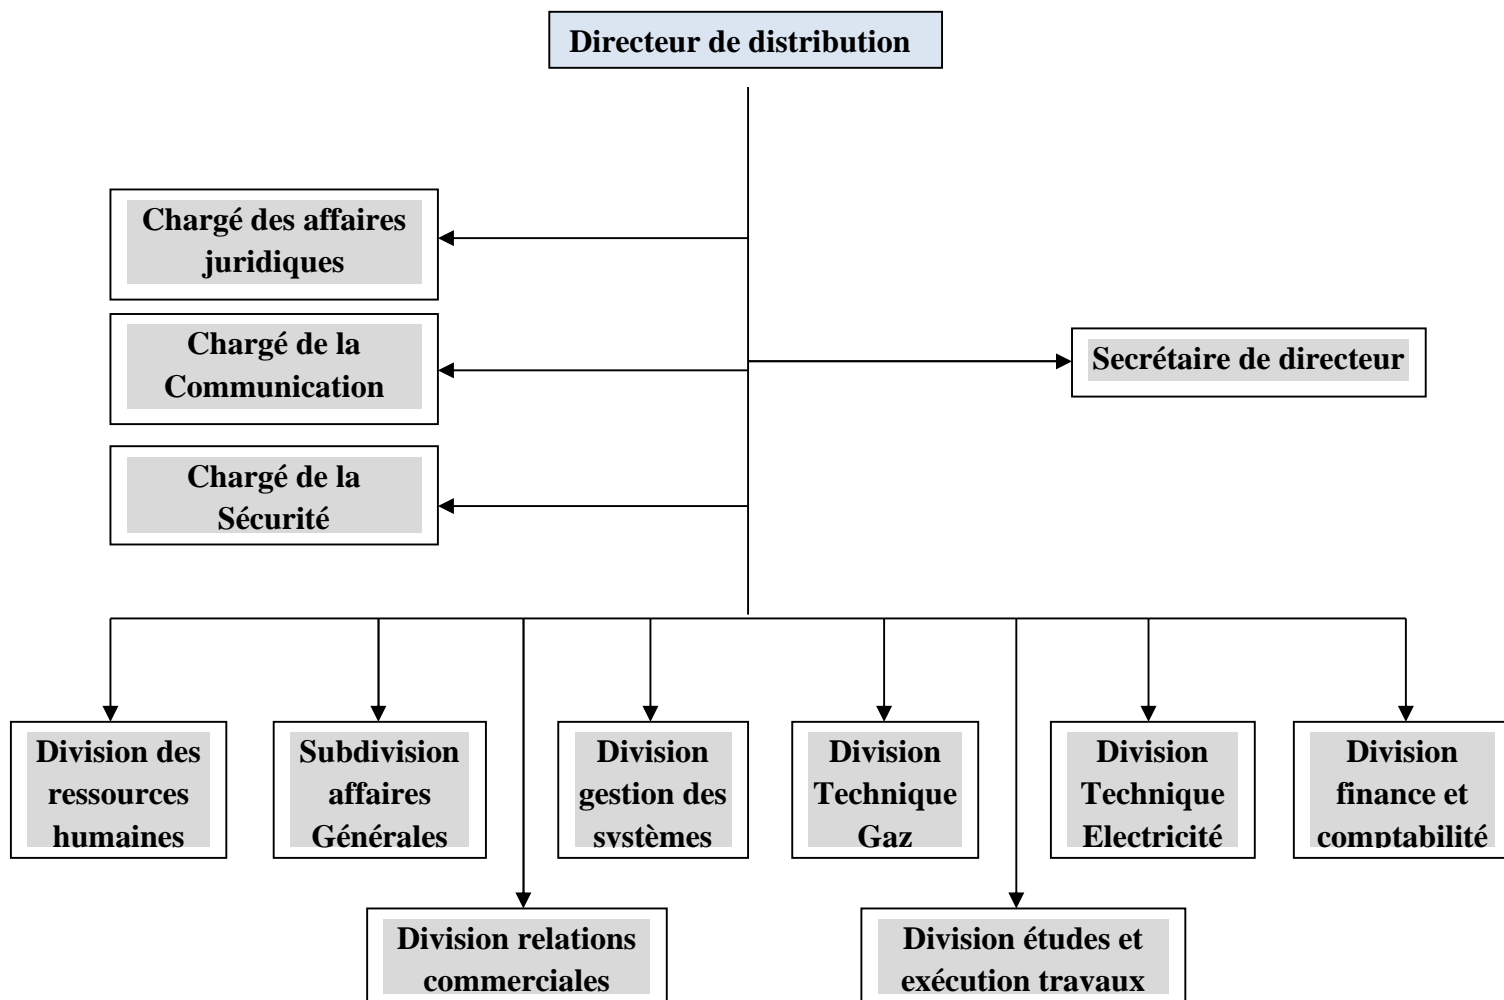 Directeur de distribution
Chargé des affaires
juridiques
Chargé de la
Communication
Secrétaire de directeur
Chargé de la
Sécurité
Division des
ressources
humaines
Subdivision
affaires
Générales
Division
gestion des
systèmes
Division
Technique
Gaz
Division
Technique
Electricité
Division
finance et
comptabilité
Division relations
commerciales
Division études et
exécution travaux